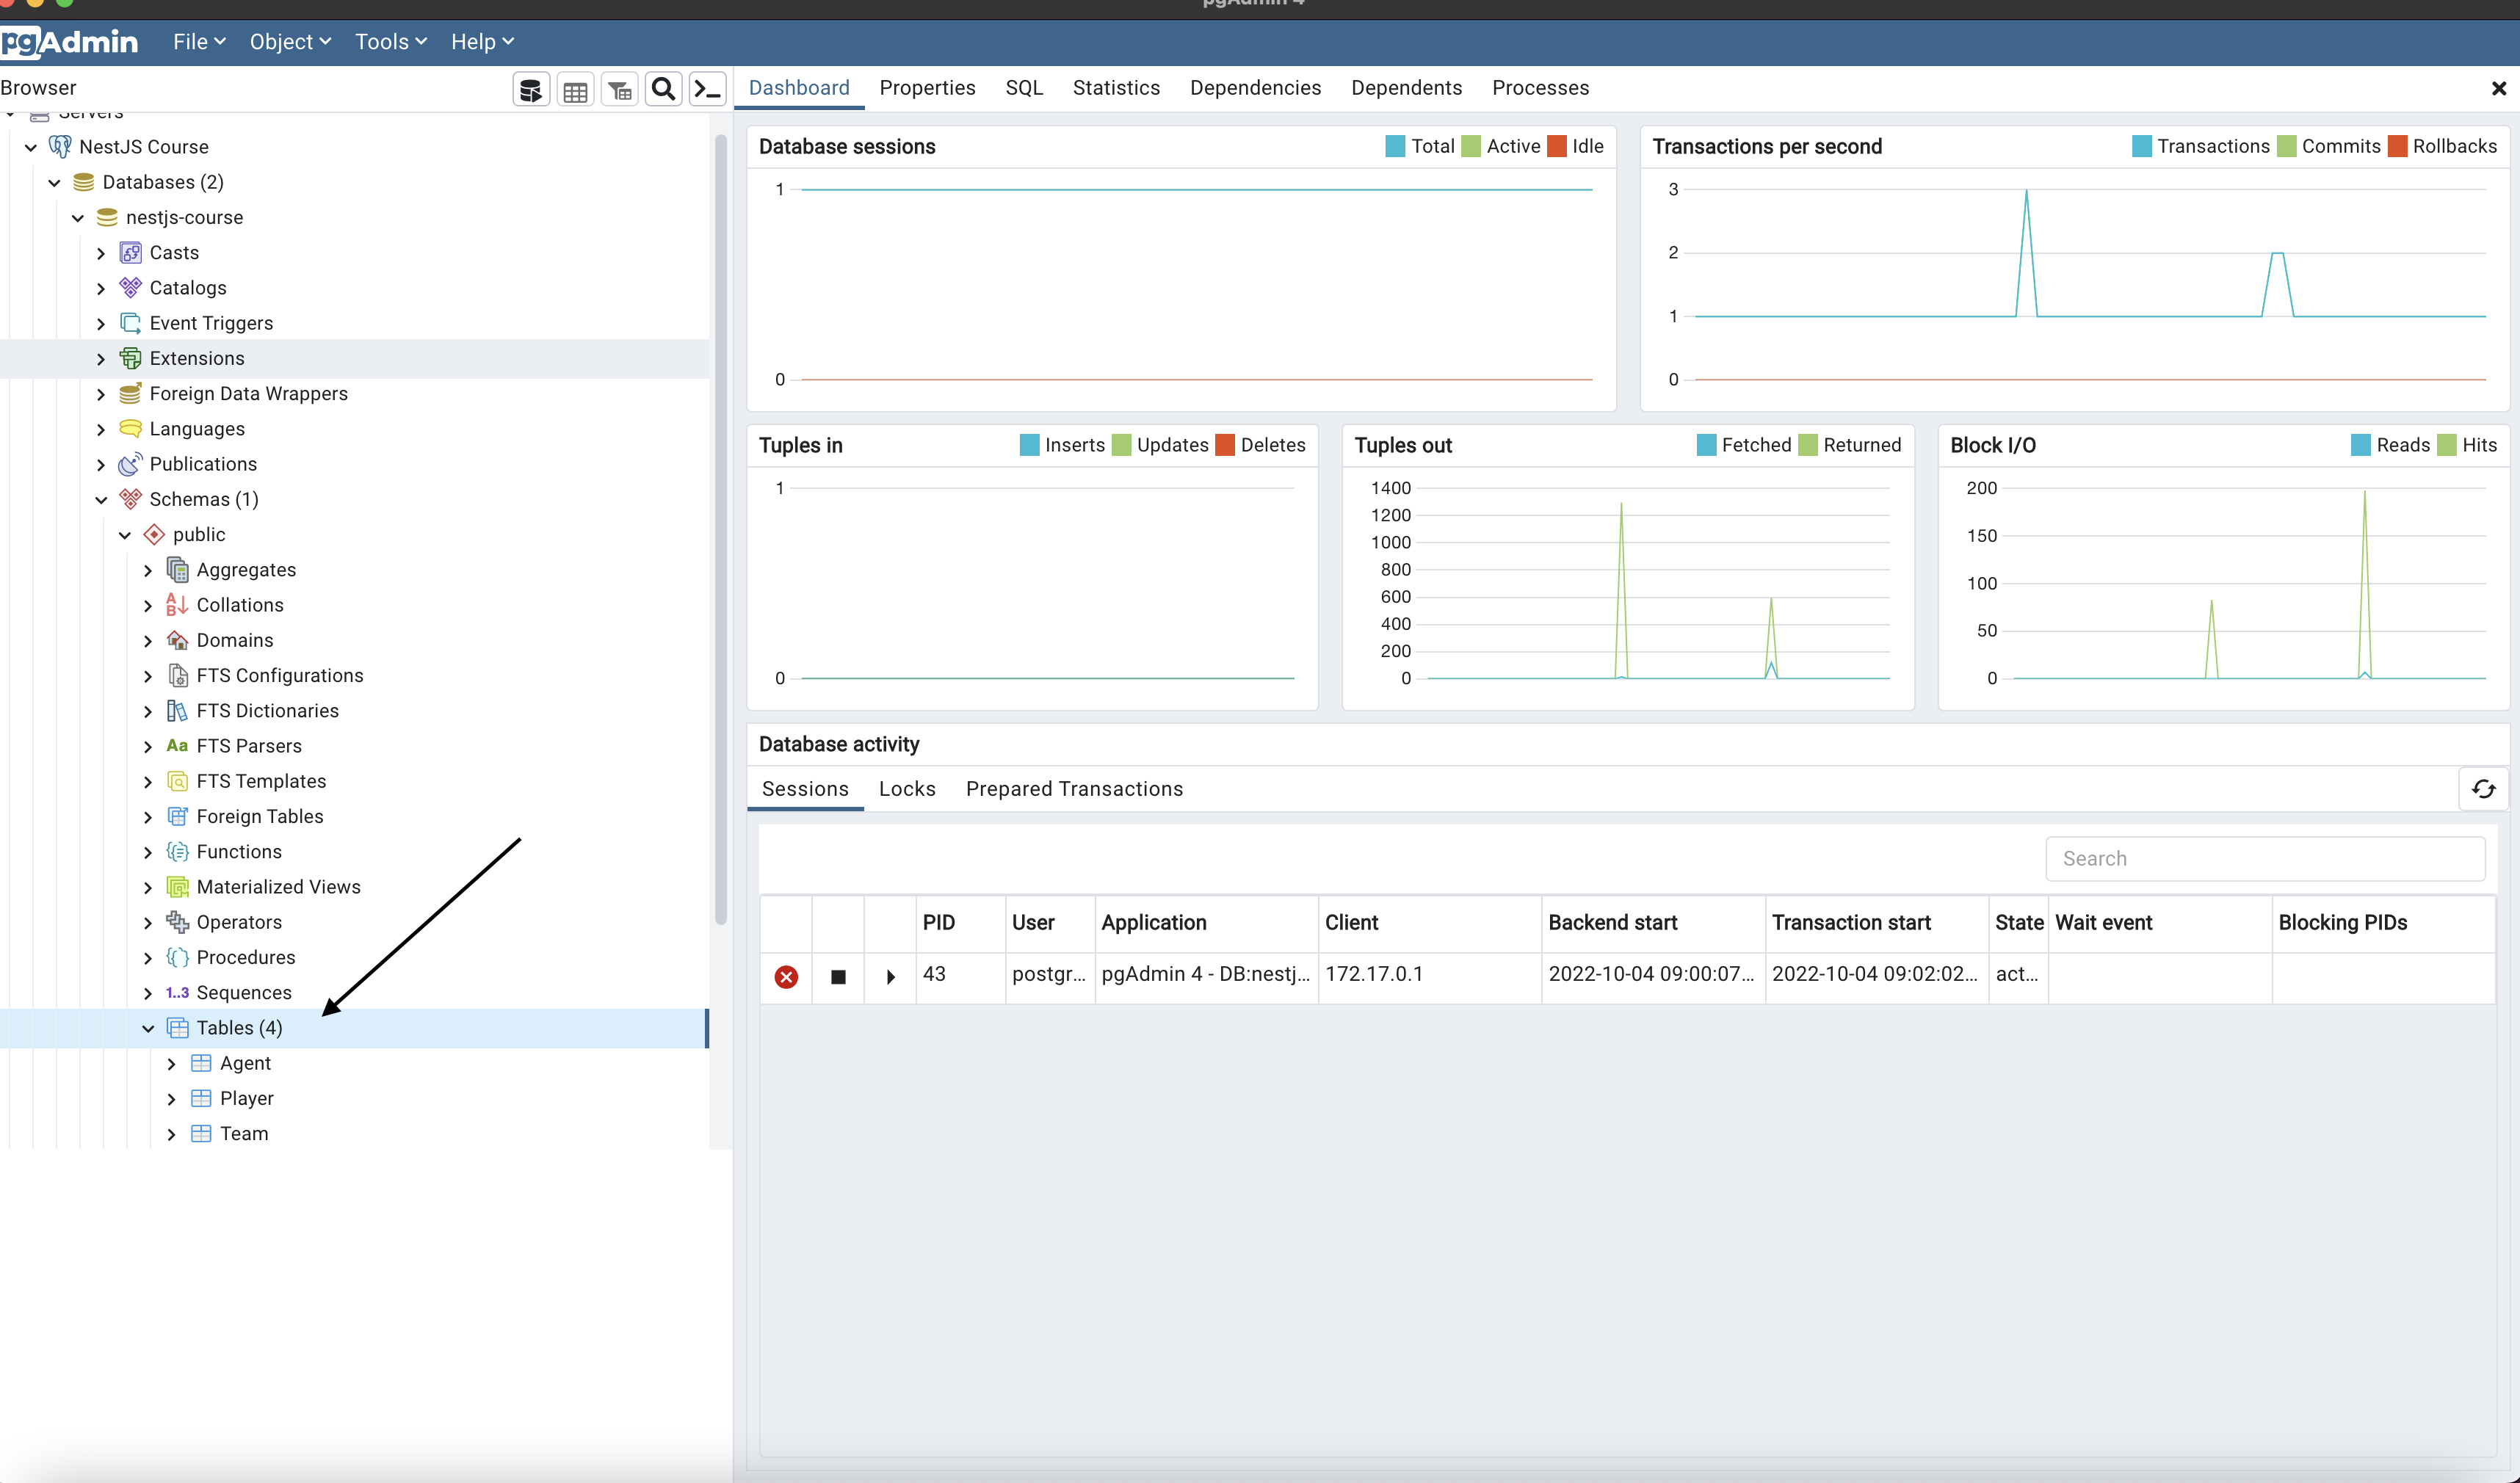 pgAdmin 4
pgAdmin File Object Tools Help
Browser
Servers
NestJS Course
Databases (2)
nestjs-course
Casts
Catalogs
Event Triggers
Extensions
Foreign Data Wrappers
Languages
Publications
Schemas (1)
public
Aggregates
Collations
Domains
FTS Configurations
FTS Dictionaries
Aa FTS Parsers
FTS Templates
Foreign Tables
Functions
Materialized Views
Operators
Procedures
1..3 Sequences
Tables (4)
Agent
Player
Team
Dashboard Properties SQL Statistics Dependencies Dependents Processes
Database sessions Total Active Idle
1
0
Transactions per second Transactions Commits Rollbacks
3
2
1
0
Tuples in Inserts Updates Deletes
1
0
Tuples out Fetched Returned
1400
1200
1000
800
600
400
200
0
Block I/O Reads Hits
200
150
100
50
0
Database activity
Sessions Locks Prepared Transactions
Search
PID User Application Client Backend start Transaction start State Wait event Blocking PIDs
43 postgr... pgAdmin 4 - DB:nestj... 172.17.0.1 2022-10-04 09:00:07... 2022-10-04 09:02:02... act...